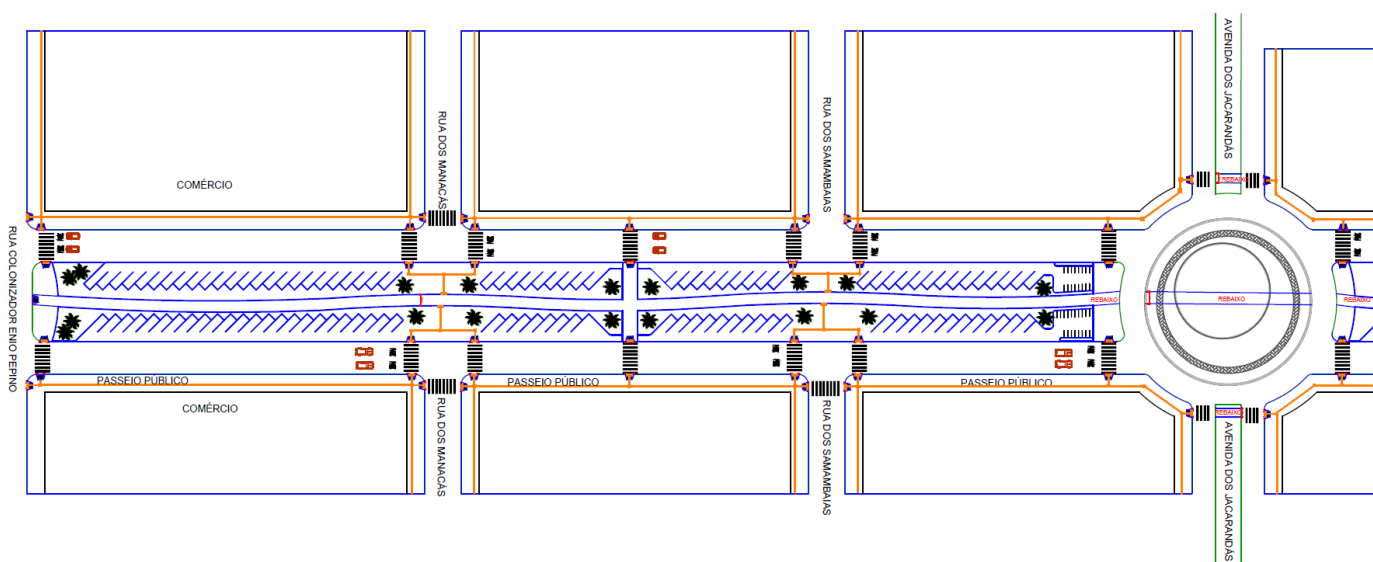 AVENIDA DOS JACARANDÁS
RUA DOS MANACÁS
RUA DOS SAMAMBAIAS
COMÉRCIO
REBAIXO
RUA COLONIZADOR ENIO PEPINO
REBAIXO
REBAIXO
REBAIXO
PASSEIO PÚBLICO
PASSEIO PÚBLICO
PASSEIO PÚBLICO
COMÉRCIO
REBAIXO
RUA DOS MANACÁS
RUA DOS SAMAMBAIAS
AVENIDA DOS JACARANDÁS